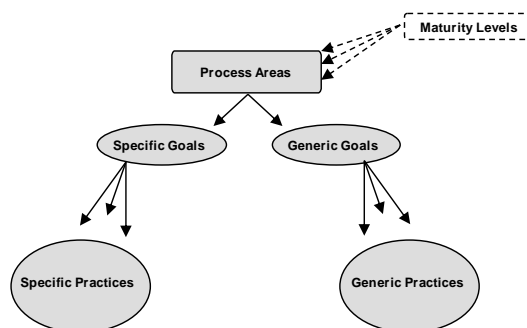 Maturity Levels
Process Areas
Specific Goals
Generic Goals
Specific Practices
Generic Practices